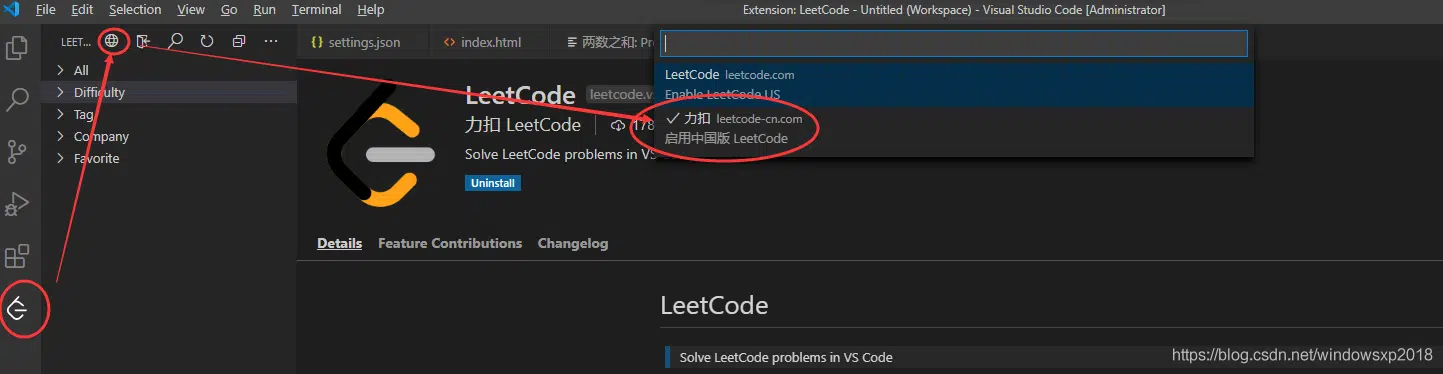 File Edit Selection View Go Run Terminal Help
Extension: LeetCode - Untitled (Workspace) - Visual Studio Code [Administrator]
LEET...
All
Difficulty
Tag
Company
Favorite
{} settings.json
<> index.html
两数之和: Pr
LeetCode leetcode.v
力扣 LeetCode
178
Solve LeetCode problems in VS
Uninstall
Details Feature Contributions Changelog
LeetCode leetcode.com
Enable LeetCode US
力扣 leetcode-cn.com
启用中国版 LeetCode
LeetCode
Solve LeetCode problems in VS Code
https://blog.csdn.net/windowsxp2018